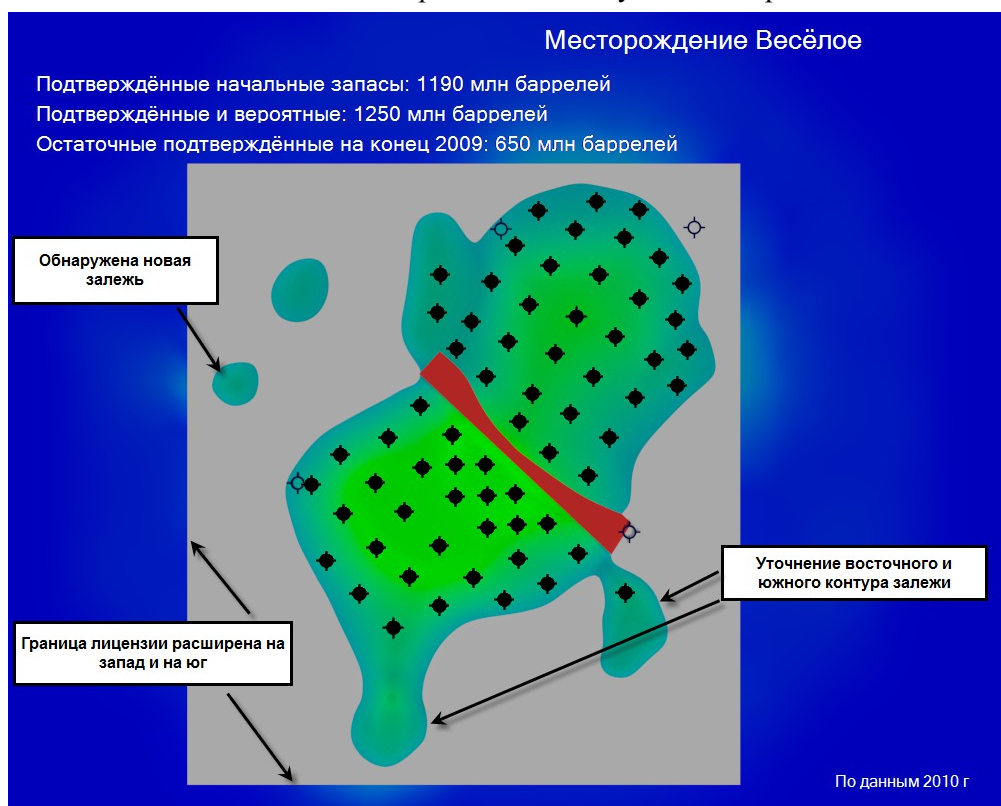 Месторождение Весёлое
Подтверждённые начальные запасы: 1190 млн баррелей
Подтверждённые и вероятные: 1250 млн баррелей
Остаточные подтверждённые на конец 2009: 650 млн баррелей
Обнаружена новая
залежь
Уточнение восточного и
южного контура залежи
Граница лицензии расширена на
запад и на юг
По данным 2010 г